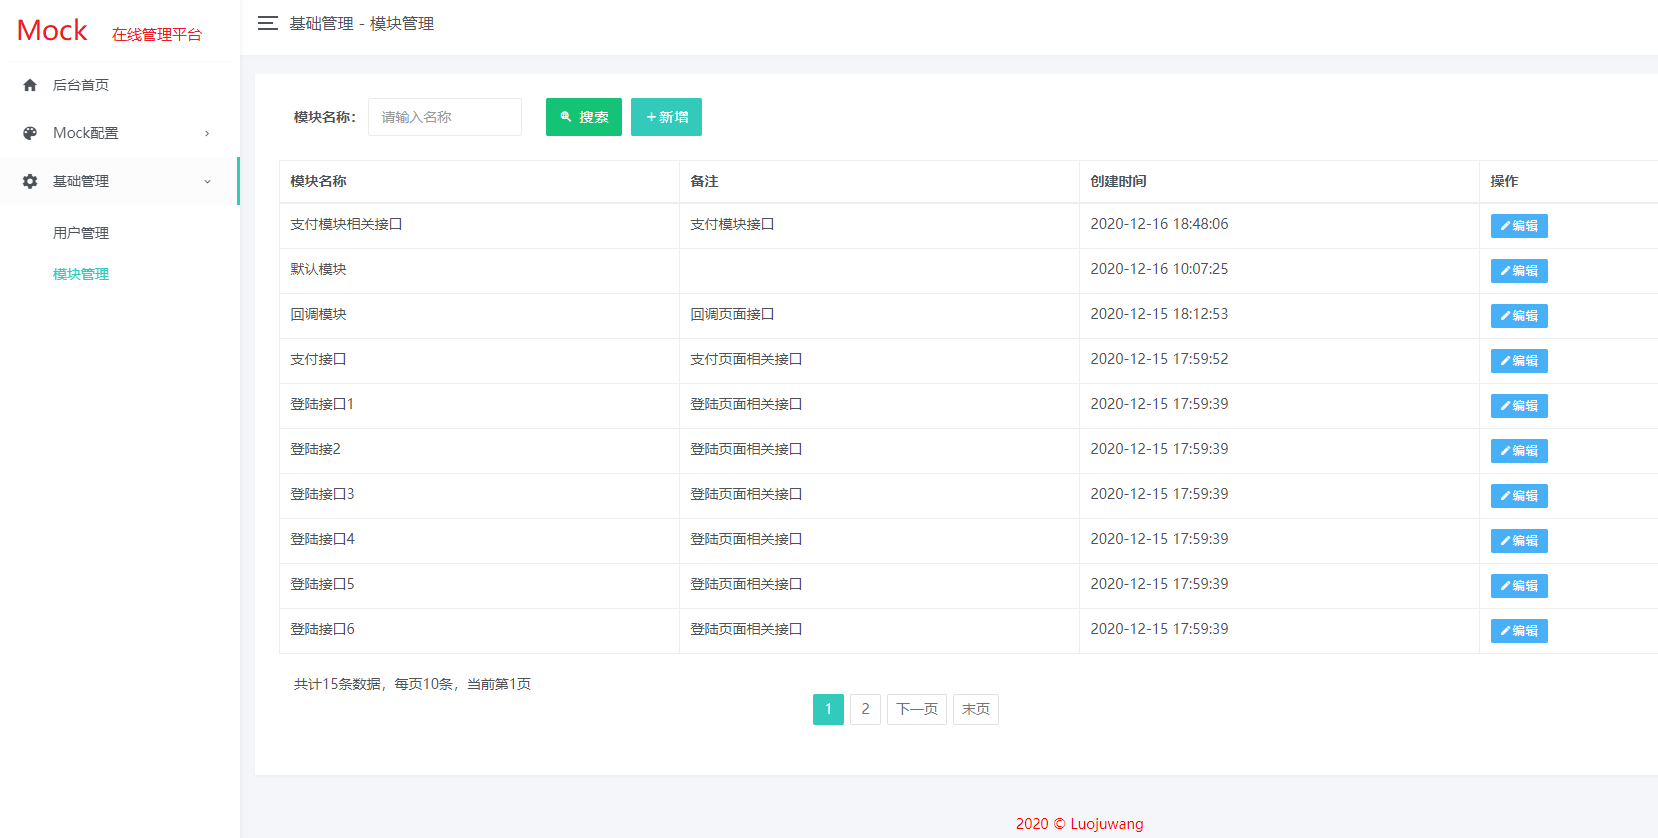 Mock 在线管理平台
基础管理 - 模块管理
后台首页
Mock配置
基础管理
用户管理
模块管理
模块名称： 请输入名称 搜索 +新增
模块名称 备注 创建时间 操作
支付模块相关接口 支付模块接口 2020-12-16 18:48:06 编辑
默认模块 2020-12-16 10:07:25 编辑
回调模块 回调页面接口 2020-12-15 18:12:53 编辑
支付接口 支付页面相关接口 2020-12-15 17:59:52 编辑
登陆接口1 登陆页面相关接口 2020-12-15 17:59:39 编辑
登陆接2 登陆页面相关接口 2020-12-15 17:59:39 编辑
登陆接口3 登陆页面相关接口 2020-12-15 17:59:39 编辑
登陆接口4 登陆页面相关接口 2020-12-15 17:59:39 编辑
登陆接口5 登陆页面相关接口 2020-12-15 17:59:39 编辑
登陆接口6 登陆页面相关接口 2020-12-15 17:59:39 编辑
共计15条数据，每页10条，当前第1页
1 2 下一页 末页
2020 © Luojuwang